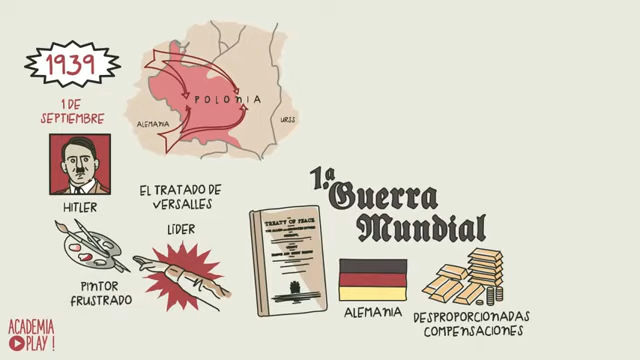 1939
1 DE
SEPTIEMBRE
POLONIA
ALEMANIA
URSS
HITLER
EL TRATADO DE
VERSALLES
LÍDER
PINTOR
FRUSTRADO
1.ª
Guerra
Mundial
TREATY OF PEACE
ALEMANIA
DESPROPORCIONADAS
COMPENSACIONES
ACADEMIA
PLAY!